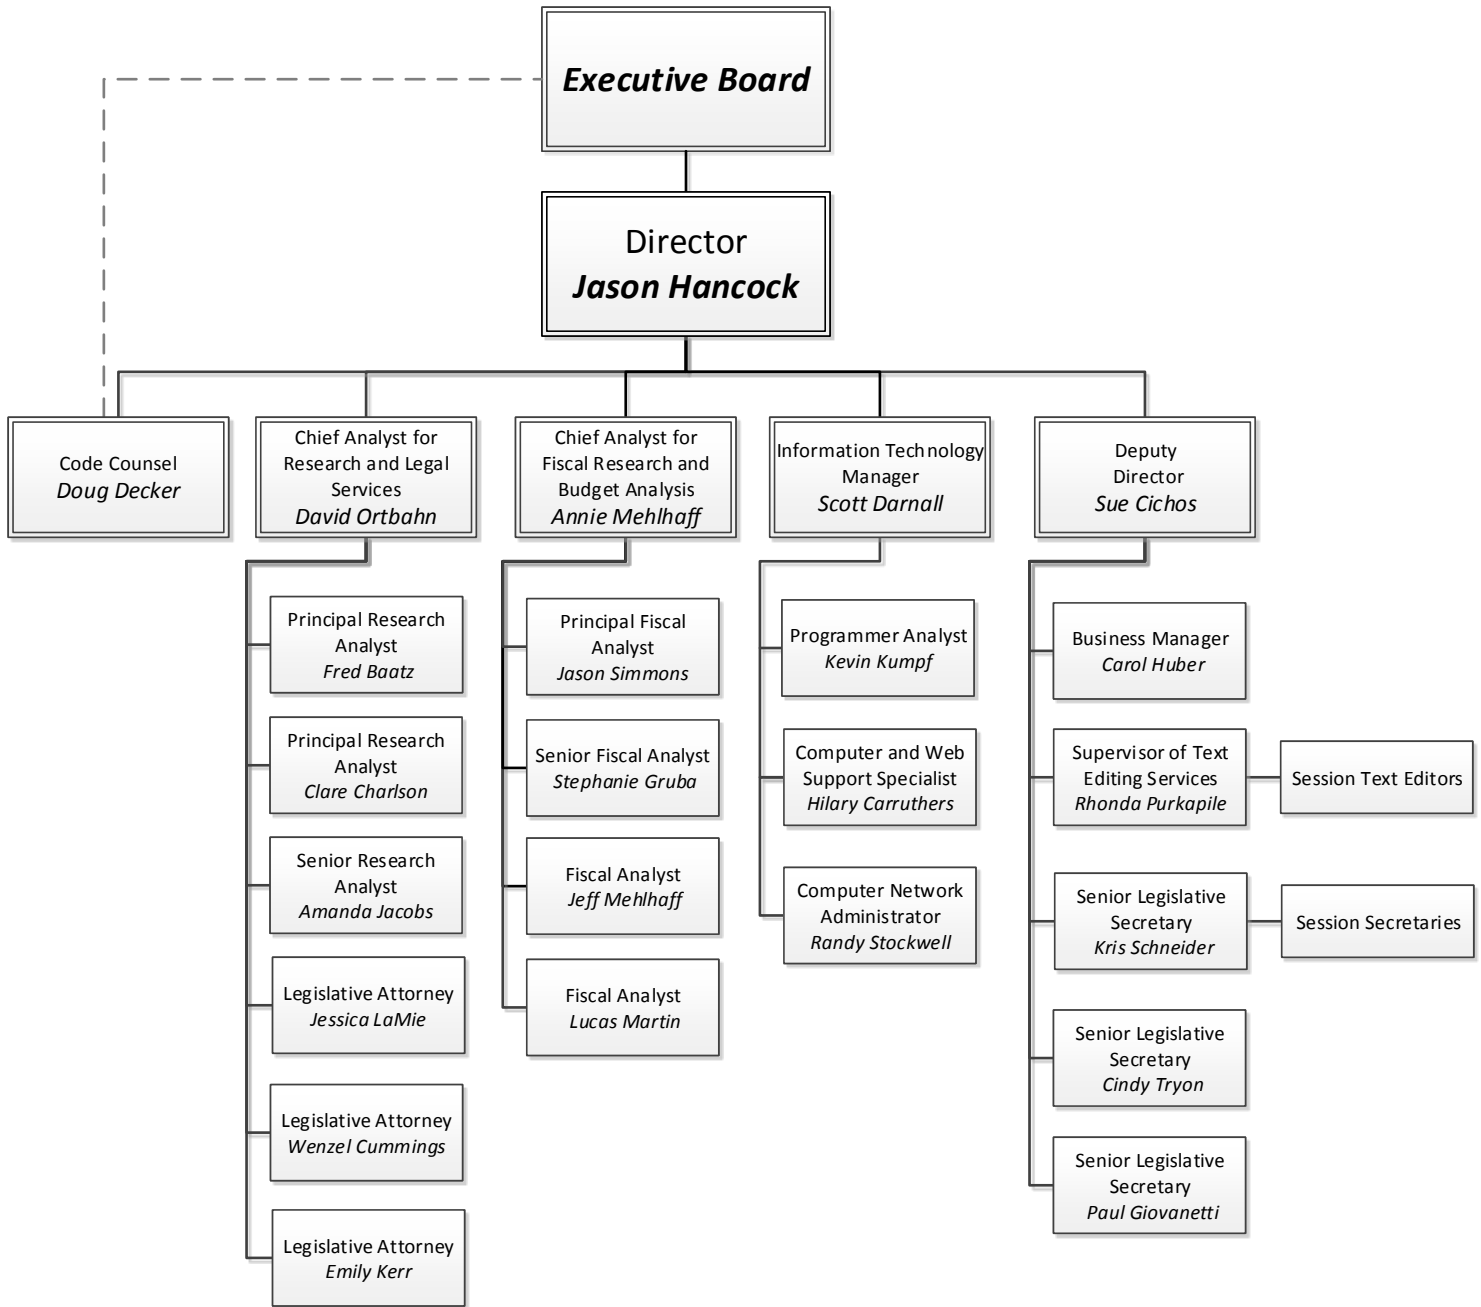 Executive Board
Director
Jason Hancock
Code Counsel
Doug Decker
Chief Analyst for
Research and Legal
Services
David Ortbahn
Chief Analyst for
Fiscal Research and
Budget Analysis
Annie Mehlhaff
Information Technology
Manager
Scott Darnall
Deputy
Director
Sue Cichos
Principal Research
Analyst
Fred Baatz
Principal Research
Analyst
Clare Charlson
Senior Research
Analyst
Amanda Jacobs
Legislative Attorney
Jessica LaMie
Legislative Attorney
Wenzel Cummings
Legislative Attorney
Emily Kerr
Principal Fiscal
Analyst
Jason Simmons
Senior Fiscal Analyst
Stephanie Gruba
Fiscal Analyst
Jeff Mehlhaff
Fiscal Analyst
Lucas Martin
Programmer Analyst
Kevin Kumpf
Computer and Web
Support Specialist
Hilary Carruthers
Computer Network
Administrator
Randy Stockwell
Business Manager
Carol Huber
Supervisor of Text
Editing Services
Rhonda Purkapile
Session Text Editors
Senior Legislative
Secretary
Kris Schneider
Session Secretaries
Senior Legislative
Secretary
Cindy Tryon
Senior Legislative
Secretary
Paul Giovanetti